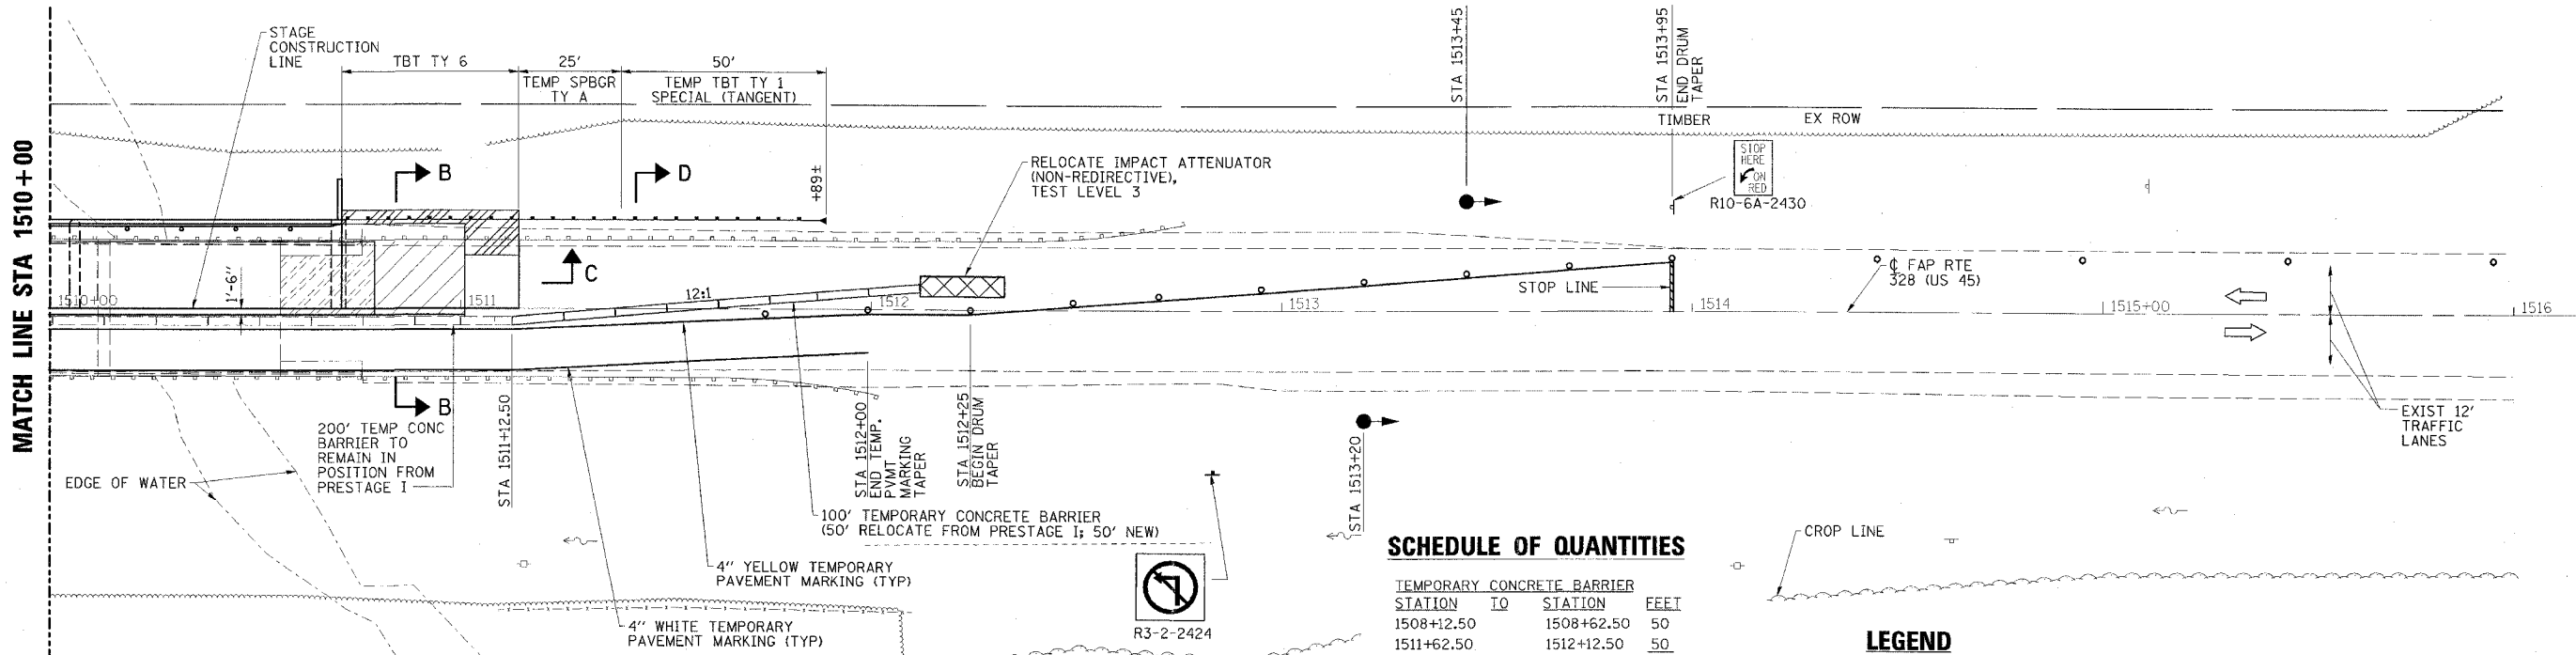 MATCH LINE STA 1510+00
STAGE
CONSTRUCTION
LINE
TBT TY 6
25'
TEMP SPBGR
TY A
50'
TEMP TBT TY 1
SPECIAL (TANGENT)
+89±
B
D
C
B
RELOCATE IMPACT ATTENUATOR
(NON-REDIRECTIVE),
TEST LEVEL 3
STA 1513+45
STA 1513+95
END DRUM
TAPER
TIMBER
EX ROW
STOP
HERE
ON
RED
R10-6A-2430
1'-6"
12:1
STOP LINE
℄ FAP RTE
328 (US 45)
1510+00
1511
1512
1513
1514
1515+00
1516
EXIST 12'
TRAFFIC
LANES
200' TEMP CONC
BARRIER TO
REMAIN IN
POSITION FROM
PRESTAGE I
EDGE OF WATER
STA 1511+12.50
STA 1512+00
END TEMP.
PVMT
MARKING
TAPER
STA 1512+25
BEGIN DRUM
TAPER
STA 1513+20
100' TEMPORARY CONCRETE BARRIER
(50' RELOCATE FROM PRESTAGE I; 50' NEW)
4" YELLOW TEMPORARY
PAVEMENT MARKING (TYP)
4" WHITE TEMPORARY
PAVEMENT MARKING (TYP)
R3-2-2424
CROP LINE
SCHEDULE OF QUANTITIES
TEMPORARY CONCRETE BARRIER
STATION TO STATION FEET
1508+12.50 1508+62.50 50
1511+62.50 1512+12.50 50
LEGEND